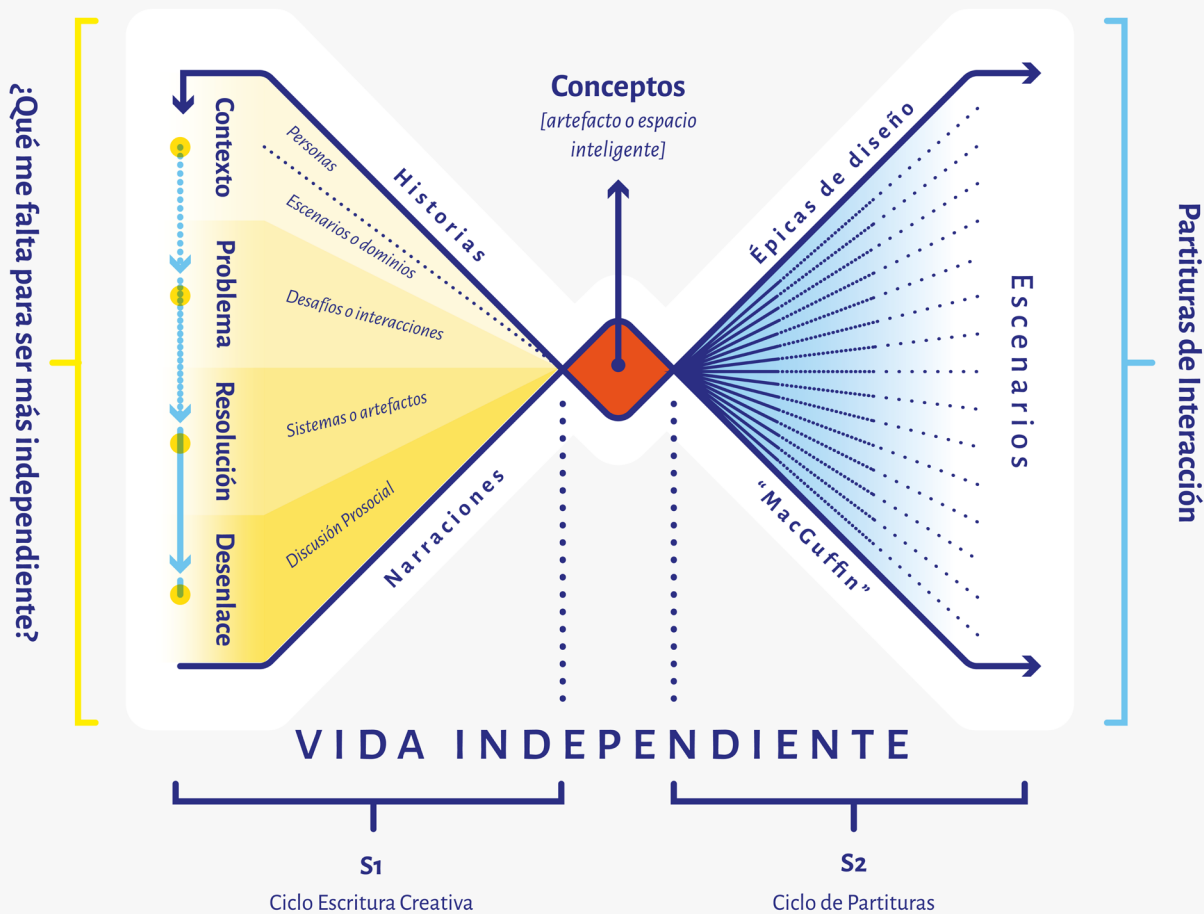 ¿Qué me falta para ser más independiente?
Contexto
Problema
Resolución
Desenlace
Personas
Escenarios o dominios
Desafíos o interacciones
Sistemas o artefactos
Discusión Prosocial
Historias
Narraciones
Conceptos
[artefacto o espacio
inteligente]
Épicas de diseño
"MacGuffin"
Escenarios
Partituras de Interacción
VIDA INDEPENDIENTE
S1
Ciclo Escritura Creativa
S2
Ciclo de Partituras